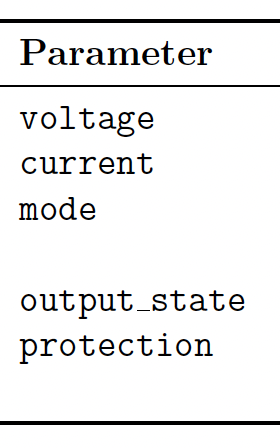 Parameter
voltage
current
mode
output_state
protection